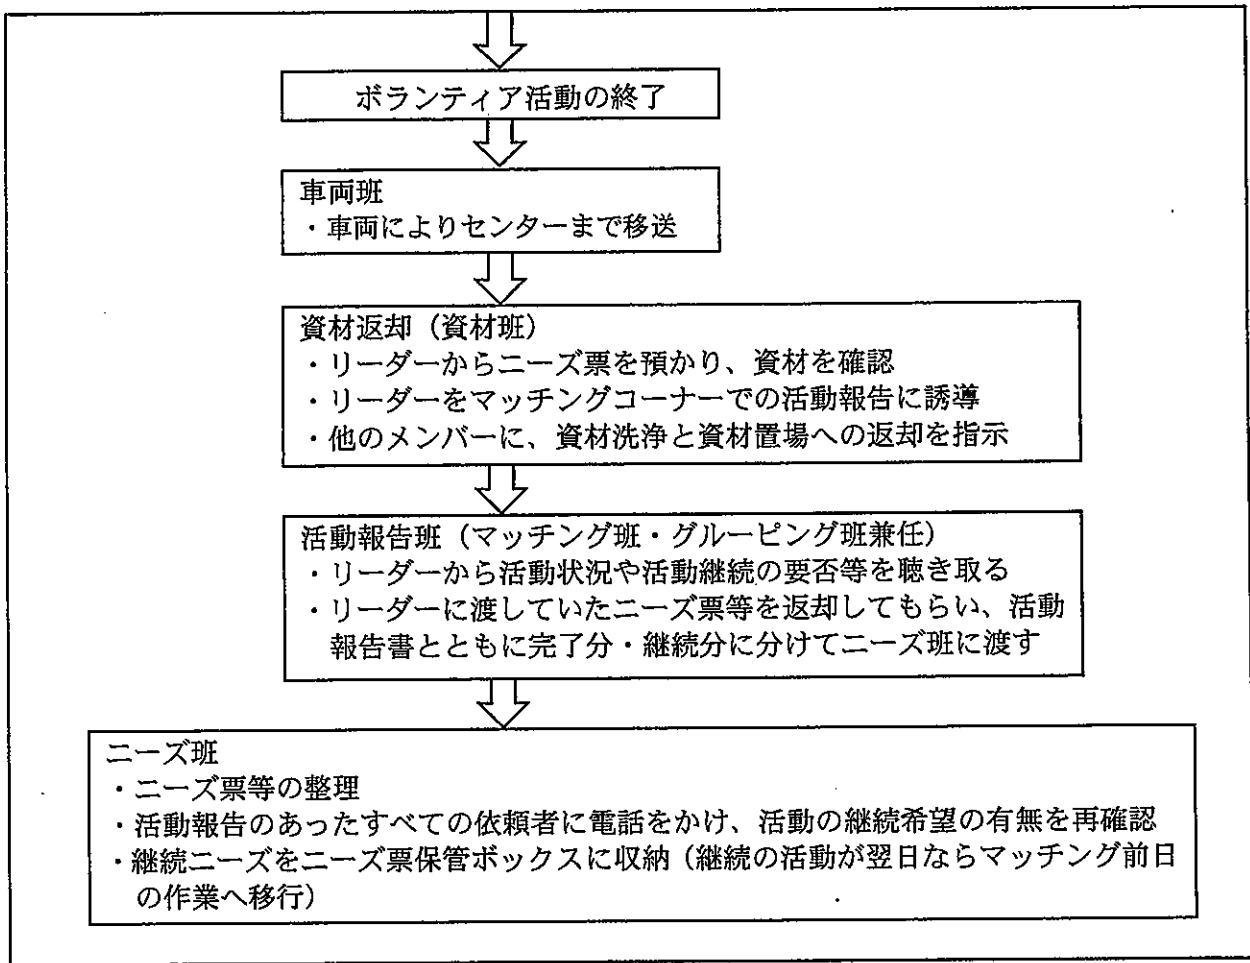 ボランティア活動の終了
車両班
・車両によりセンターまで移送
資材返却（資材班）
・リーダーからニーズ票を預かり、資材を確認
・リーダーをマッチングコーナーでの活動報告に誘導
・他のメンバーに、資材洗浄と資材置場への返却を指示
活動報告班（マッチング班・グルーピング班兼任）
・リーダーから活動状況や活動継続の要否等を聴き取る
・リーダーに渡していたニーズ票等を返却してもらい、活動
報告書とともに完了分・継続分に分けてニーズ班に渡す
ニーズ班
・ニーズ票等の整理
・活動報告のあったすべての依頼者に電話をかけ、活動の継続希望の有無を再確認
・継続ニーズをニーズ票保管ボックスに収納（継続の活動が翌日ならマッチング前日
の作業へ移行）